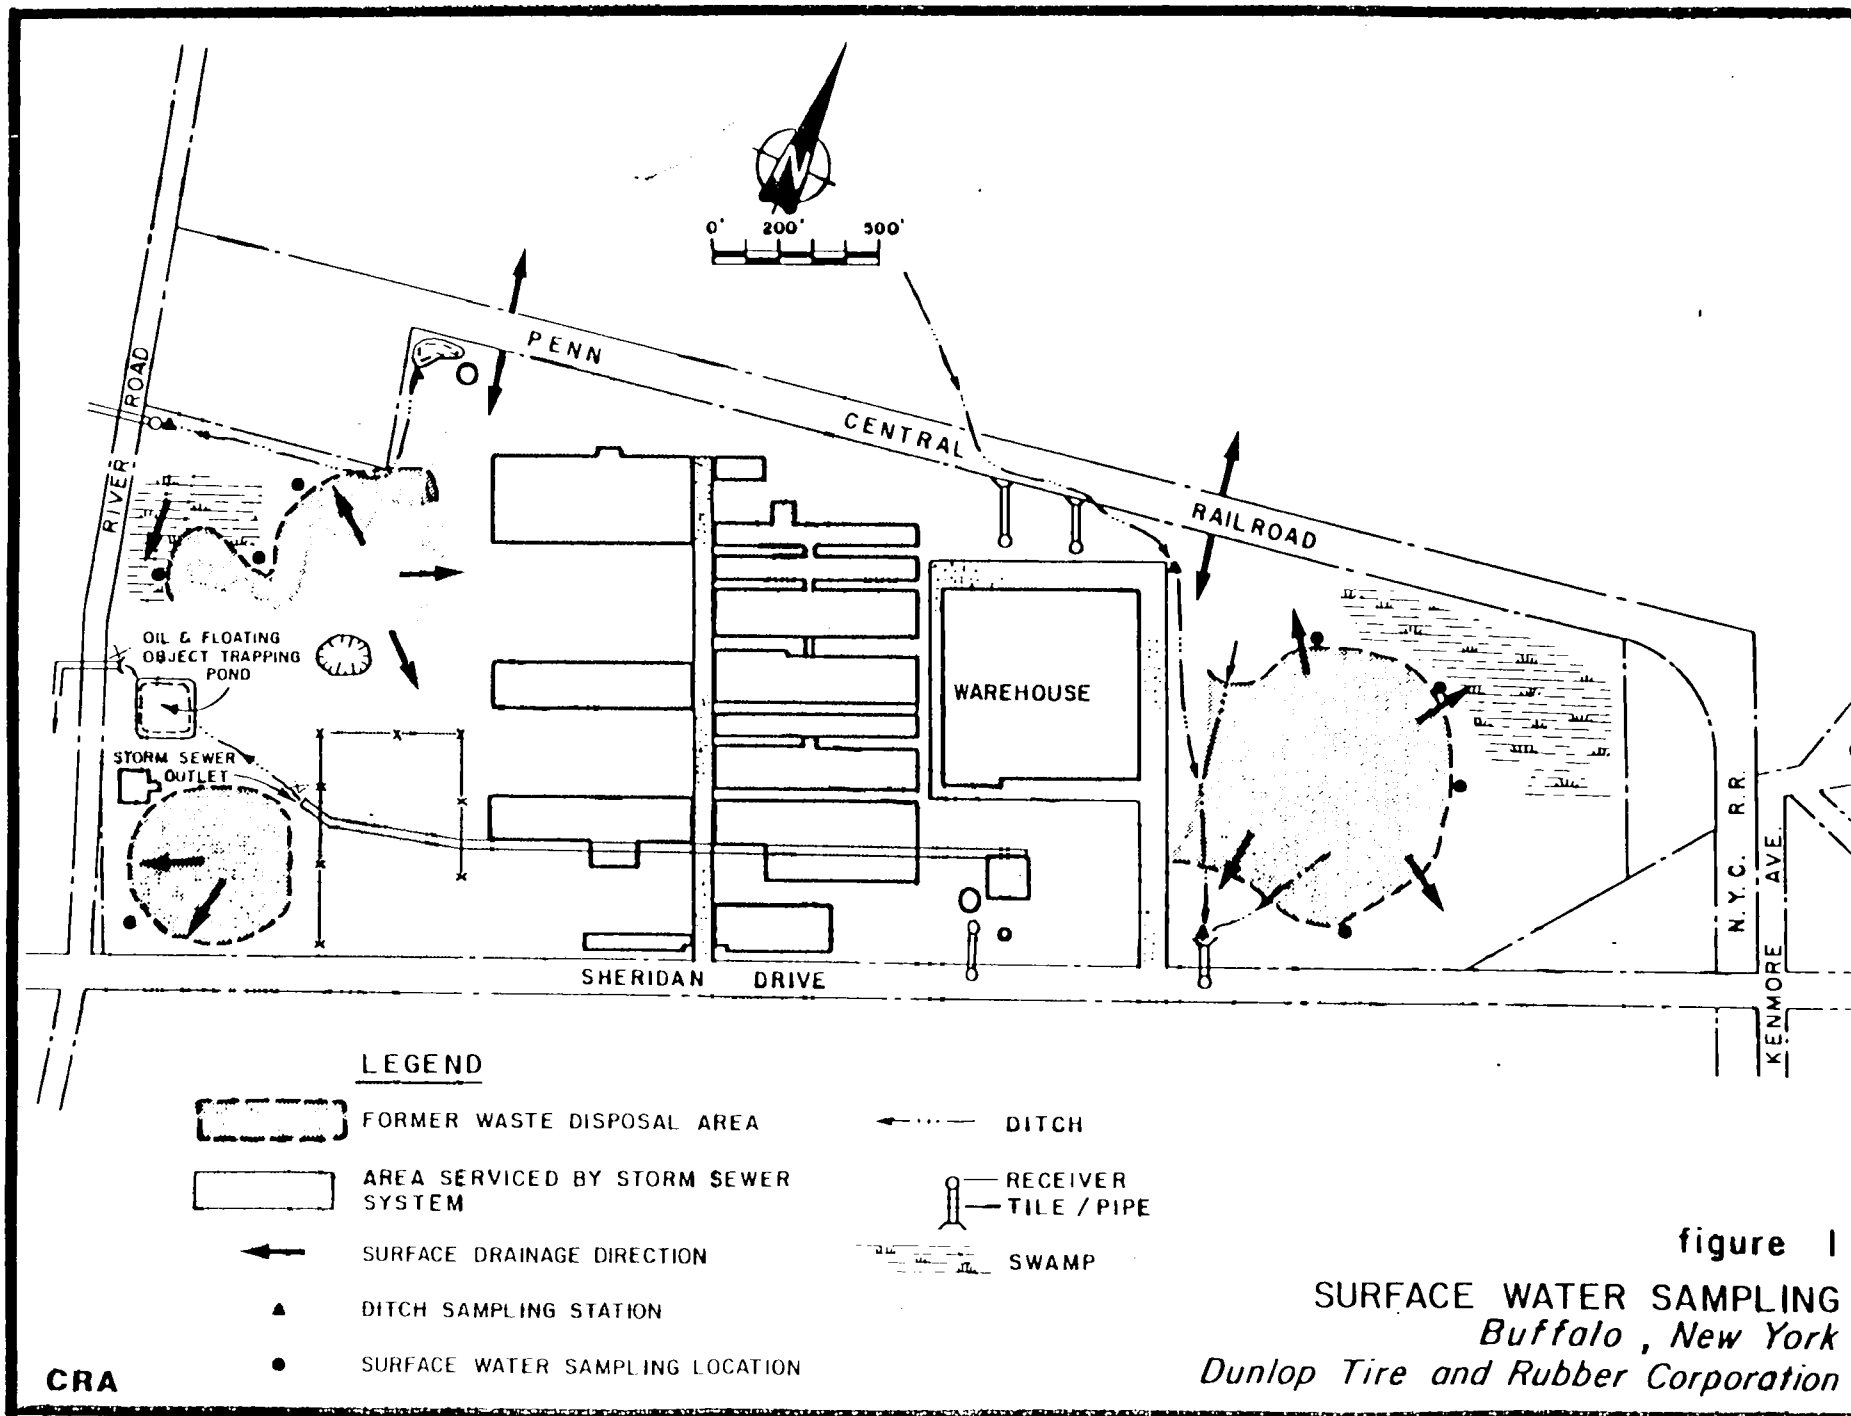 N
0' 200' 500'
PENN
CENTRAL
RAILROAD
RIVER ROAD
OIL & FLOATING
OBJECT TRAPPING
POND
STORM SEWER
OUTLET
WAREHOUSE
SHERIDAN DRIVE
N.Y.C. R.R.
KENMORE AVE.
LEGEND
FORMER WASTE DISPOSAL AREA
AREA SERVICED BY STORM SEWER
SYSTEM
SURFACE DRAINAGE DIRECTION
DITCH SAMPLING STATION
SURFACE WATER SAMPLING LOCATION
DITCH
RECEIVER
TILE / PIPE
SWAMP
figure 1
SURFACE WATER SAMPLING
Buffalo, New York
Dunlop Tire and Rubber Corporation
CRA